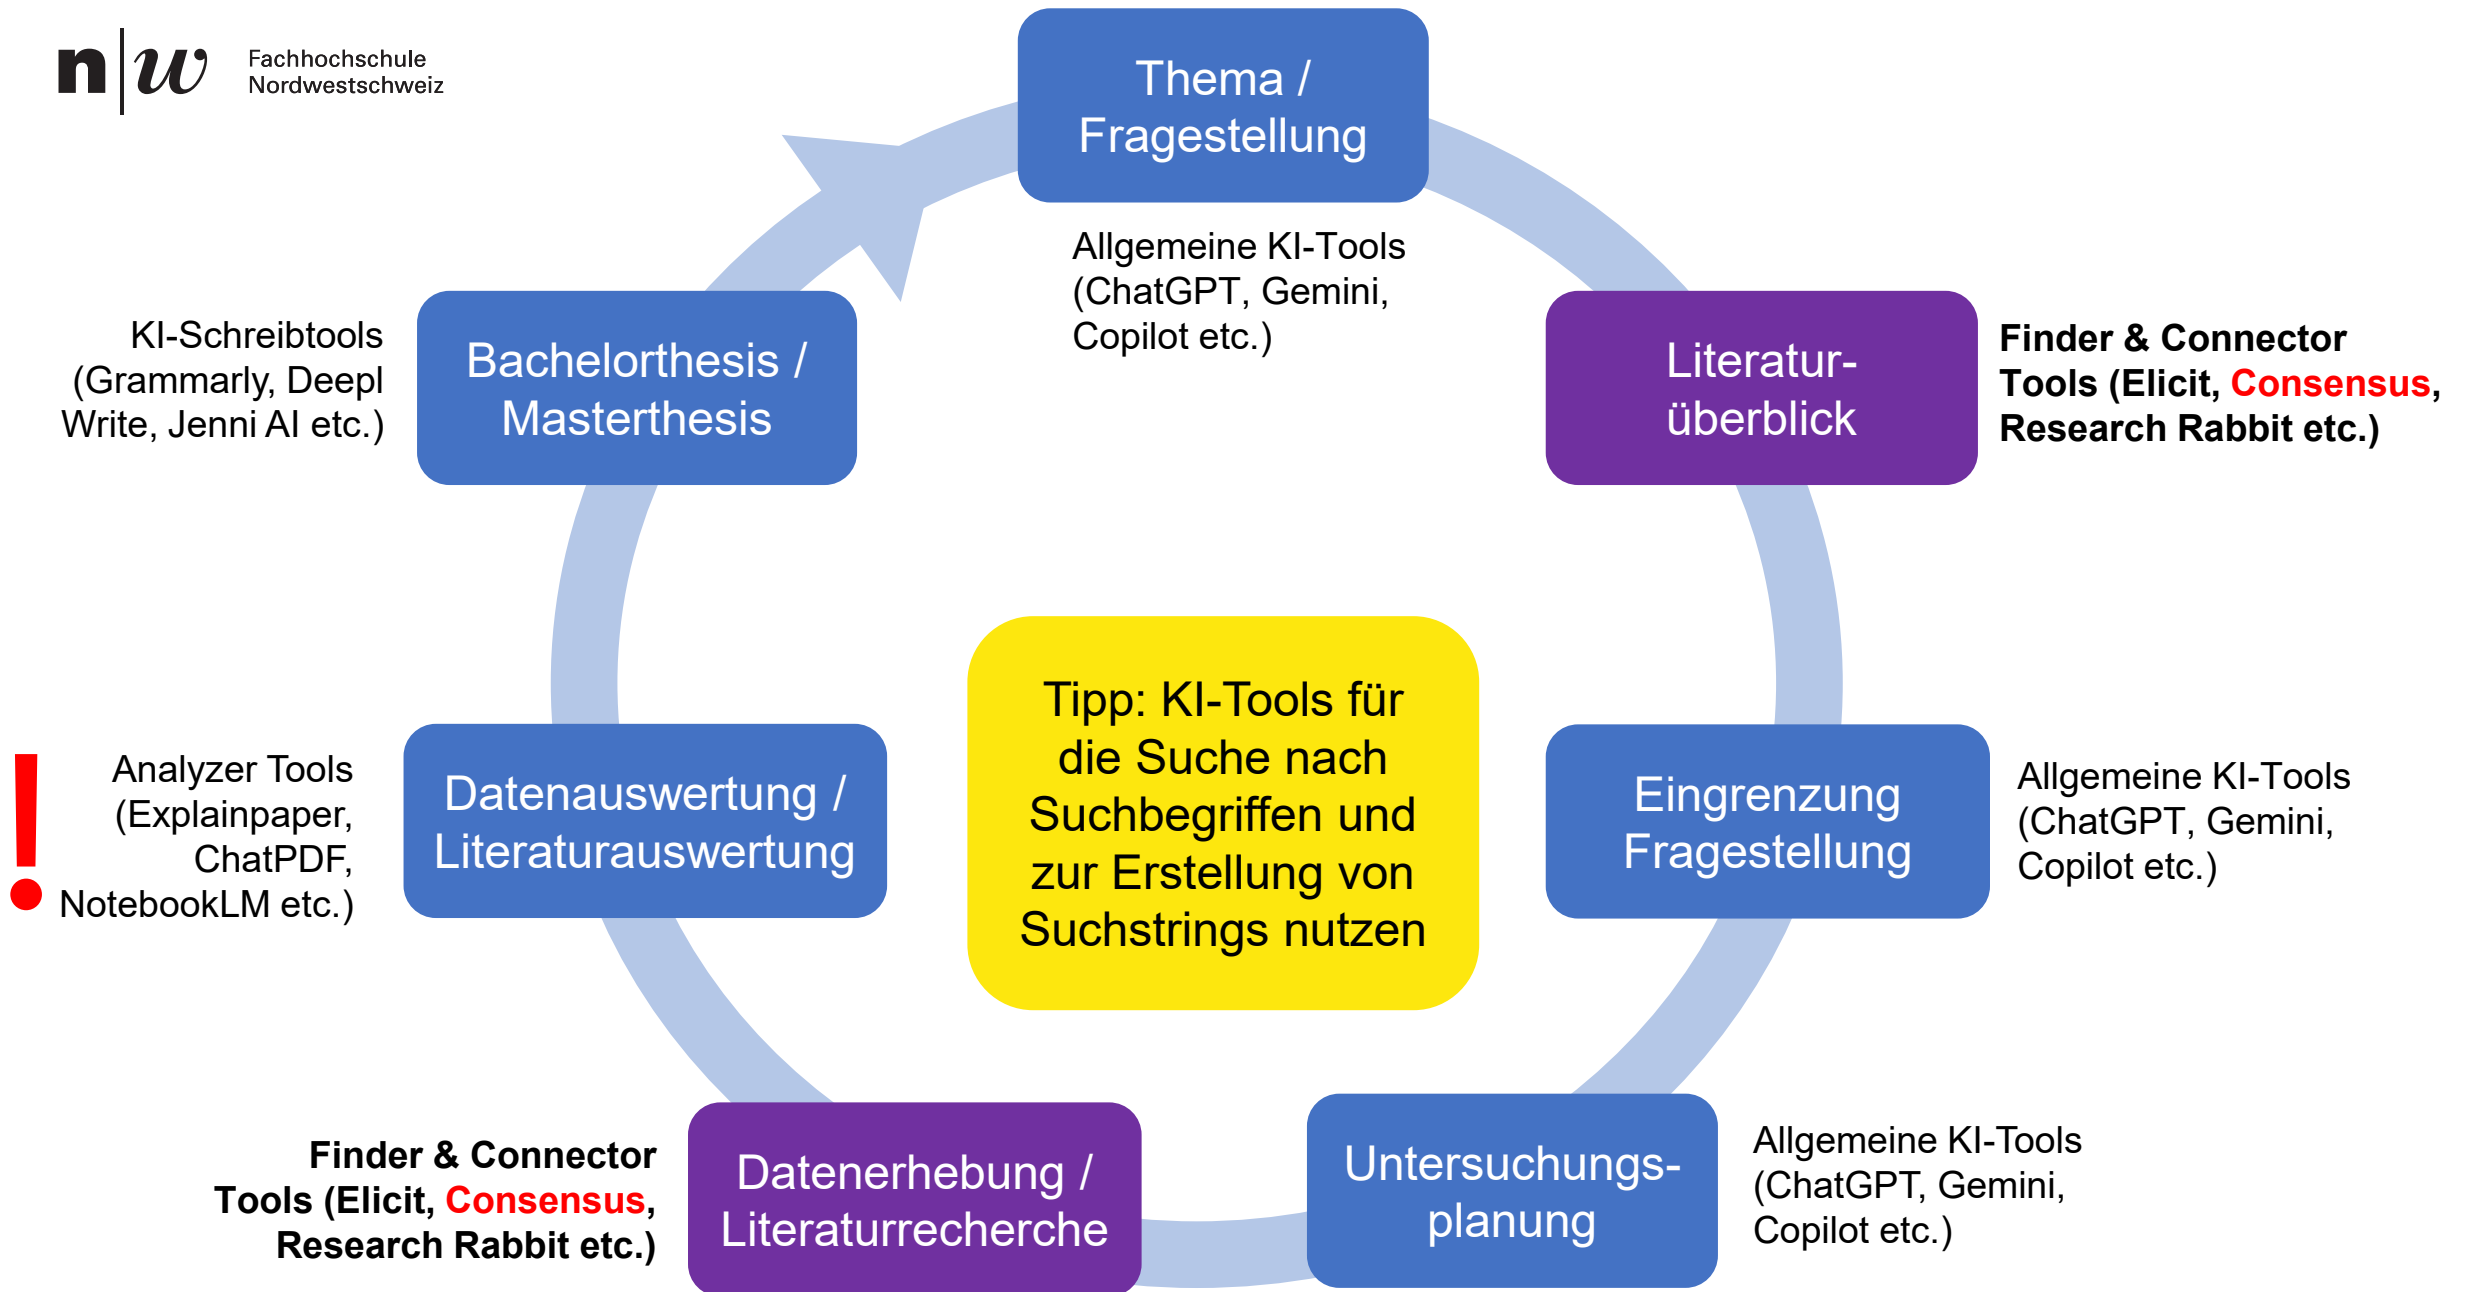 n|w
Fachhochschule
Nordwestschweiz
Thema /
Fragestellung
Allgemeine KI-Tools
(ChatGPT, Gemini,
Copilot etc.)
Literatur-
überblick
Finder & Connector
Tools (Elicit, Consensus,
Research Rabbit etc.)
Eingrenzung
Fragestellung
Allgemeine KI-Tools
(ChatGPT, Gemini,
Copilot etc.)
Untersuchungs-
planung
Allgemeine KI-Tools
(ChatGPT, Gemini,
Copilot etc.)
Datenerhebung /
Literaturrecherche
Finder & Connector
Tools (Elicit, Consensus,
Research Rabbit etc.)
Datenauswertung /
Literaturauswertung
!
Analyzer Tools
(Explainpaper,
ChatPDF,
NotebookLM etc.)
Bachelorthesis /
Masterthesis
KI-Schreibtools
(Grammarly, Deepl
Write, Jenni AI etc.)
Tipp: KI-Tools für
die Suche nach
Suchbegriffen und
zur Erstellung von
Suchstrings nutzen